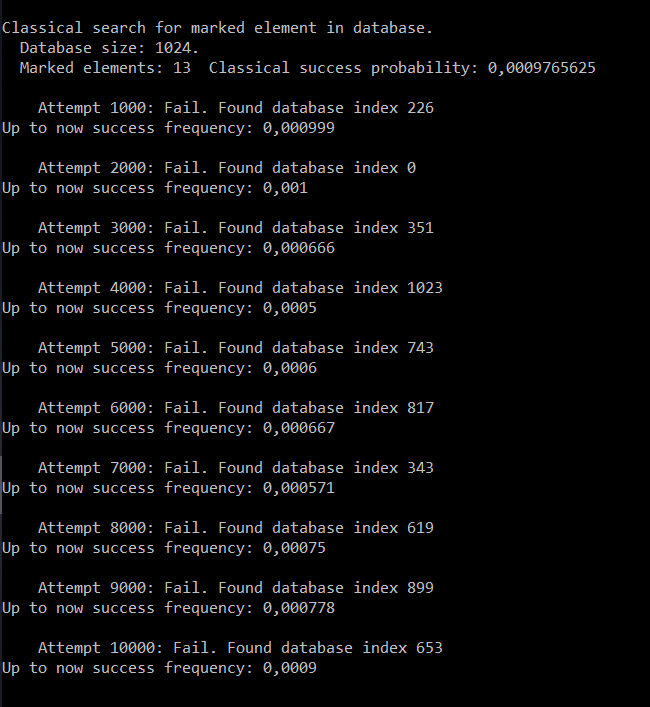 Classical search for marked element in database.
Database size: 1024.
Marked elements: 13  Classical success probability: 0,0009765625
Attempt 1000: Fail. Found database index 226
Up to now success frequency: 0,000999
Attempt 2000: Fail. Found database index 0
Up to now success frequency: 0,001
Attempt 3000: Fail. Found database index 351
Up to now success frequency: 0,000666
Attempt 4000: Fail. Found database index 1023
Up to now success frequency: 0,0005
Attempt 5000: Fail. Found database index 743
Up to now success frequency: 0,0006
Attempt 6000: Fail. Found database index 817
Up to now success frequency: 0,000667
Attempt 7000: Fail. Found database index 343
Up to now success frequency: 0,000571
Attempt 8000: Fail. Found database index 619
Up to now success frequency: 0,00075
Attempt 9000: Fail. Found database index 899
Up to now success frequency: 0,000778
Attempt 10000: Fail. Found database index 653
Up to now success frequency: 0,0009